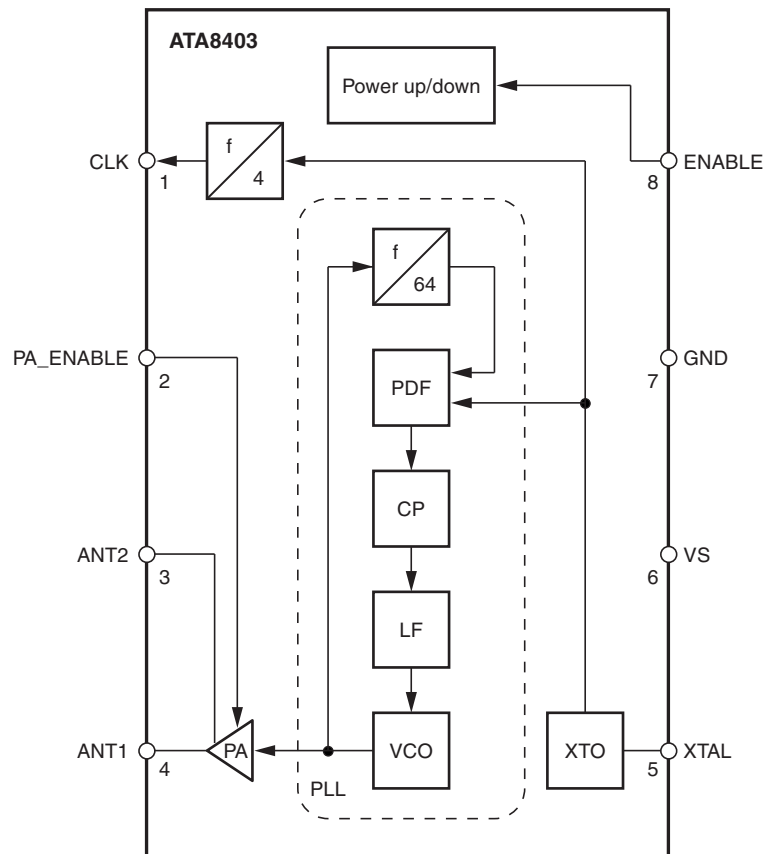 ATA8403
Power up/down
CLK
1
f
4
8
ENABLE
f
64
PA_ENABLE
2
PDF
7
GND
CP
ANT2
3
6
VS
LF
ANT1
4
PA
VCO
XTO
5
XTAL
PLL